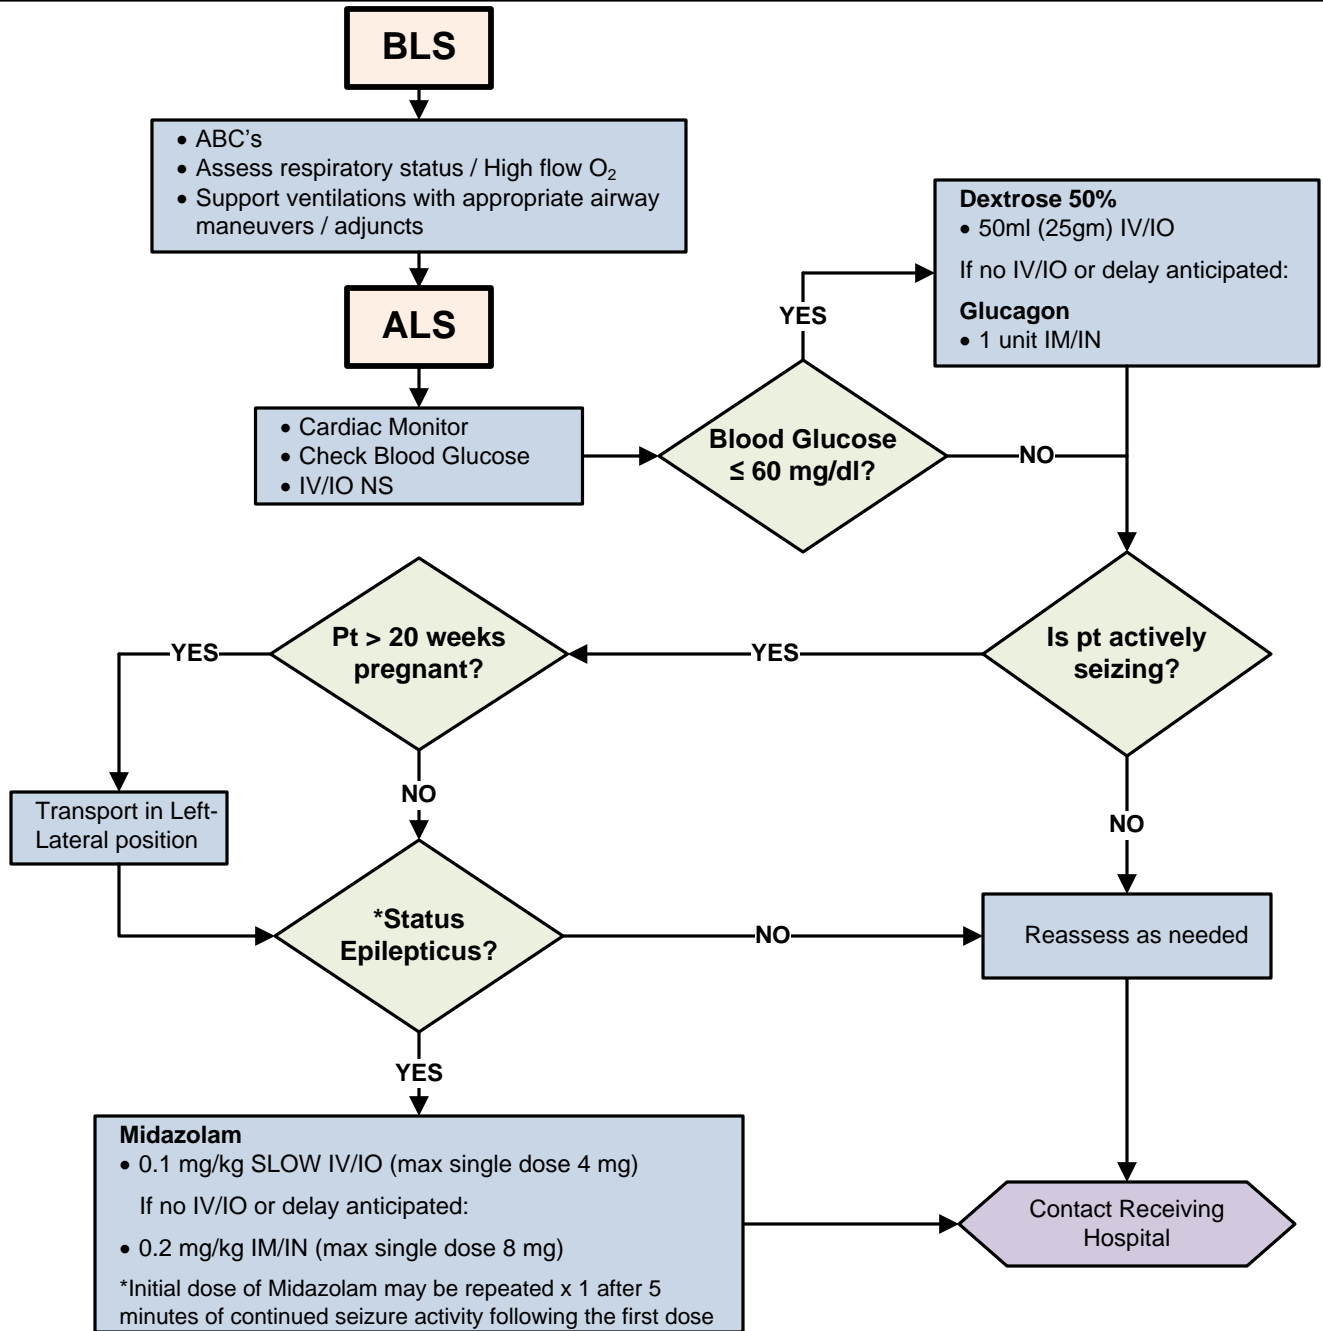 BLS
• ABC's
• Assess respiratory status / High flow O₂
• Support ventilations with appropriate airway
maneuvers / adjuncts
ALS
• Cardiac Monitor
• Check Blood Glucose
• IV/IO NS
Blood Glucose
≤ 60 mg/dl?
YES
Dextrose 50%
• 50ml (25gm) IV/IO
If no IV/IO or delay anticipated:
Glucagon
• 1 unit IM/IN
NO
Is pt actively
seizing?
YES
Pt > 20 weeks
pregnant?
YES
Transport in Left-
Lateral position
NO
NO
*Status
Epilepticus?
NO
Reassess as needed
YES
Midazolam
• 0.1 mg/kg SLOW IV/IO (max single dose 4 mg)
If no IV/IO or delay anticipated:
• 0.2 mg/kg IM/IN (max single dose 8 mg)
*Initial dose of Midazolam may be repeated x 1 after 5
minutes of continued seizure activity following the first dose
Contact Receiving
Hospital